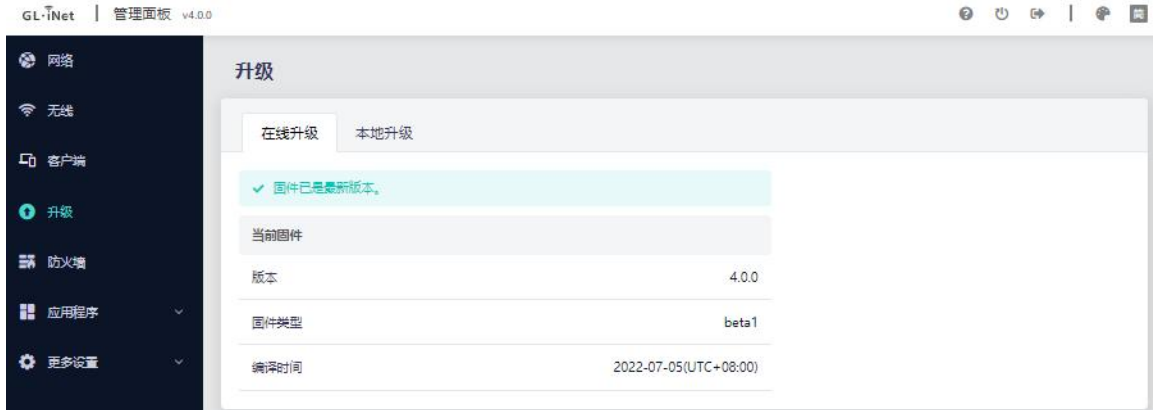 GL·iNet | 管理面板 v4.0.0
简
网络
无线
客户端
升级
防火墙
应用程序
更多设置
升级
在线升级 本地升级
固件已是最新版本。
当前固件
版本 4.0.0
固件类型 beta1
编译时间 2022-07-05(UTC+08:00)